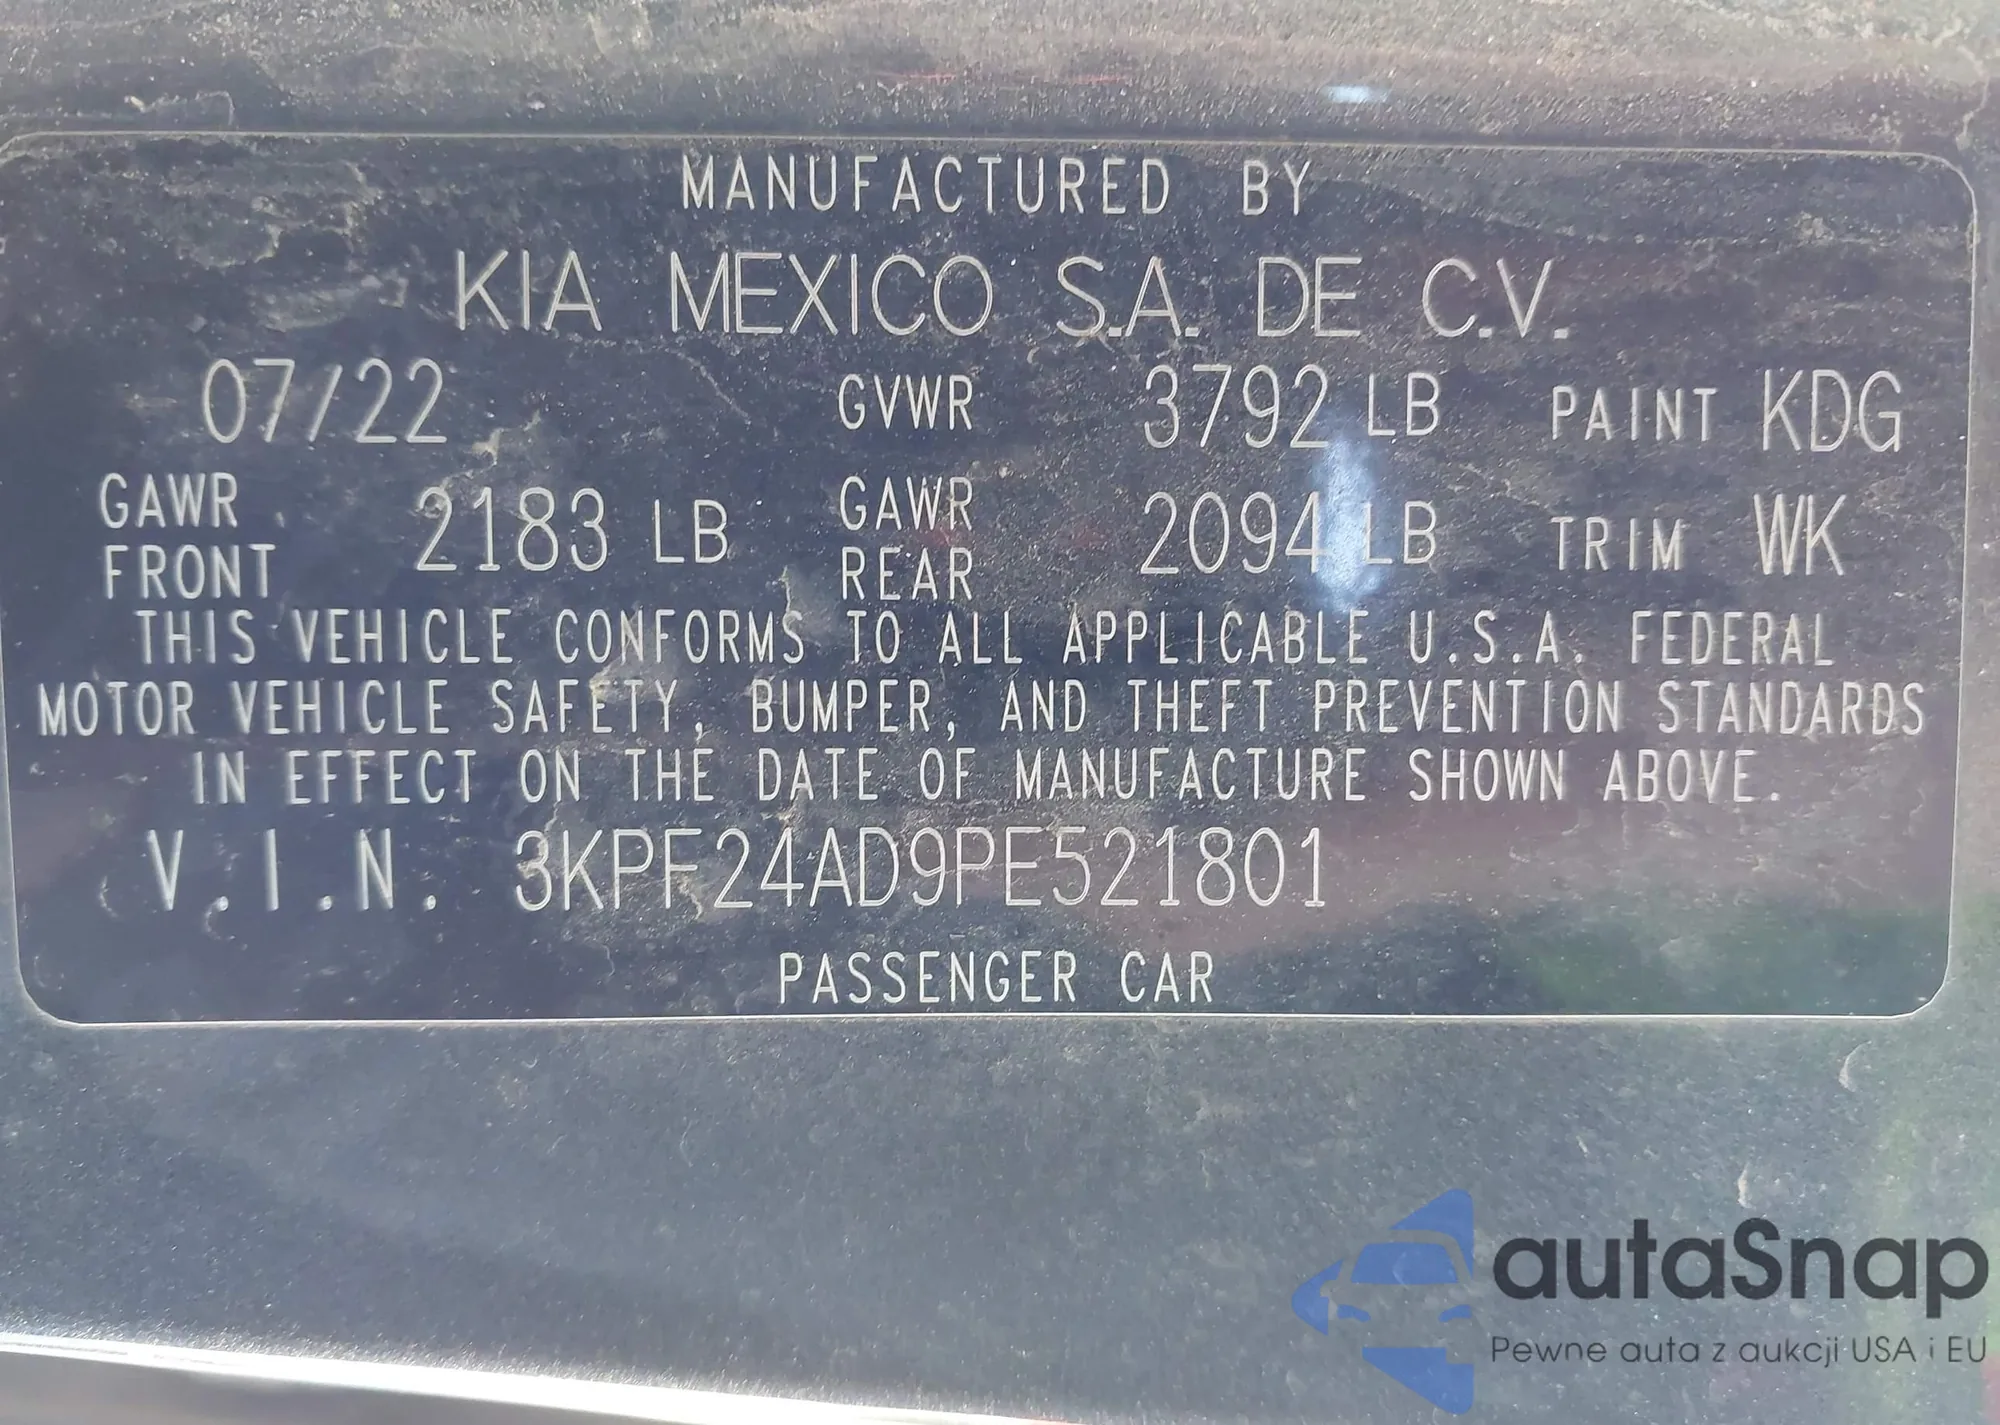 MANUFACTURED BY
KIA MEXICO S.A. DE C.V.
07/22 GVWR 3792 LB PAINT KDG
GAWR FRONT 2183 LB GAWR REAR 2094 LB TRIM WK
THIS VEHICLE CONFORMS TO ALL APPLICABLE U.S.A. FEDERAL
MOTOR VEHICLE SAFETY, BUMPER, AND THEFT PREVENTION STANDARDS
IN EFFECT ON THE DATE OF MANUFACTURE SHOWN ABOVE.
V.I.N. 3KPF24AD9PE521801
PASSENGER CAR
autaSnap
Pewne auta z aukcji USA i EU